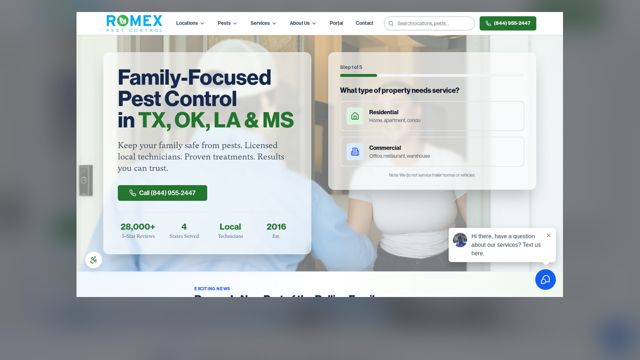 ROMEX
PEST CONTROL
Locations
Pests
Services
About Us
Portal
Contact
Search locations, pests...
(844) 955-2447
Family-Focused
Pest Control
in TX, OK, LA & MS
Keep your family safe from pests. Licensed
local technicians. Proven treatments. Results
you can trust.
Call (844) 955-2447
28,000+
5-Star Reviews
4
States Served
Local
Technicians
2016
Est.
Step 1 of 5
What type of property needs service?
Residential
Home, apartment, condo
Commercial
Office, restaurant, warehouse
Note: We do not service trailer homes or vehicles.
Hi there, have a question
about our services? Text us
here.
EXCITING NEWS